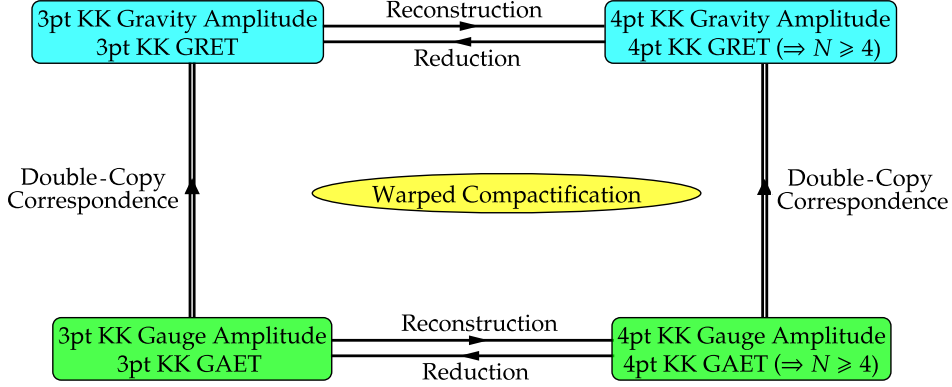 3pt KK Gravity Amplitude
3pt KK GRET
Reconstruction
Reduction
4pt KK Gravity Amplitude
4pt KK GRET (⇒ N ⩾ 4)
Double-Copy
Correspondence
Warped Compactification
Double-Copy
Correspondence
3pt KK Gauge Amplitude
3pt KK GAET
Reconstruction
Reduction
4pt KK Gauge Amplitude
4pt KK GAET (⇒ N ⩾ 4)